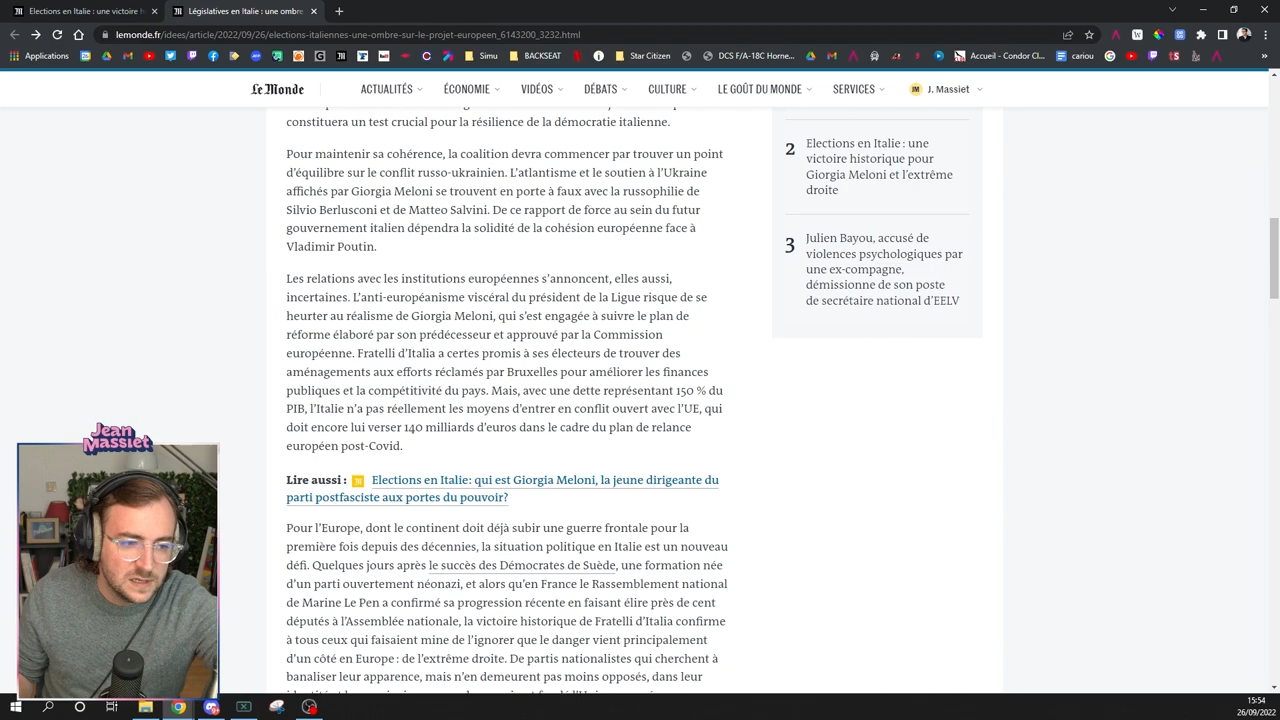 Elections en Italie : une victoire h
Législatives en Italie : une ombre
lemonde.fr/idees/article/2022/09/26/elections-italiennes-une-ombre-sur-le-projet-europeen_6143200_3232.html
Applications
Simu
BACKSEAT
Star Citizen
DCS F/A-18C Horne...
Accueil - Condor Cl...
cariou
Le Monde
ACTUALITÉS
ÉCONOMIE
VIDÉOS
DÉBATS
CULTURE
LE GOÛT DU MONDE
SERVICES
JM
J. Massiet
constituera un test crucial pour la résilience de la démocratie italienne.
Pour maintenir sa cohérence, la coalition devra commencer par trouver un point
d’équilibre sur le conflit russo-ukrainien. L’atlantisme et le soutien à l’Ukraine
affichés par Giorgia Meloni se trouvent en porte à faux avec la russophilie de
Silvio Berlusconi et de Matteo Salvini. De ce rapport de force au sein du futur
gouvernement italien dépendra la solidité de la cohésion européenne face à
Vladimir Poutin.
Les relations avec les institutions européennes s’annoncent, elles aussi,
incertaines. L’anti-européanisme viscéral du président de la Ligue risque de se
heurter au réalisme de Giorgia Meloni, qui s’est engagée à suivre le plan de
réforme élaboré par son prédécesseur et approuvé par la Commission
européenne. Fratelli d’Italia a certes promis à ses électeurs de trouver des
aménagements aux efforts réclamés par Bruxelles pour améliorer les finances
publiques et la compétitivité du pays. Mais, avec une dette représentant 150 % du
PIB, l’Italie n’a pas réellement les moyens d’entrer en conflit ouvert avec l’UE, qui
doit encore lui verser 140 milliards d’euros dans le cadre du plan de relance
européen post-Covid.
Lire aussi : Elections en Italie: qui est Giorgia Meloni, la jeune dirigeante du
parti postfasciste aux portes du pouvoir?
Pour l’Europe, dont le continent doit déjà subir une guerre frontale pour la
première fois depuis des décennies, la situation politique en Italie est un nouveau
défi. Quelques jours après le succès des Démocrates de Suède, une formation née
d’un parti ouvertement néonazi, et alors qu’en France le Rassemblement national
de Marine Le Pen a confirmé sa progression récente en faisant élire près de cent
députés à l’Assemblée nationale, la victoire historique de Fratelli d’Italia confirme
à tous ceux qui faisaient mine de l’ignorer que le danger vient principalement
d’un côté en Europe : de l’extrême droite. De partis nationalistes qui cherchent à
banaliser leur apparence, mais n’en demeurent pas moins opposés, dans leur
2
Elections en Italie : une
victoire historique pour
Giorgia Meloni et l’extrême
droite
3
Julien Bayou, accusé de
violences psychologiques par
une ex-compagne,
démissionne de son poste
de secrétaire national d’EELV
Jean
Massiet
15:54
26/09/2022